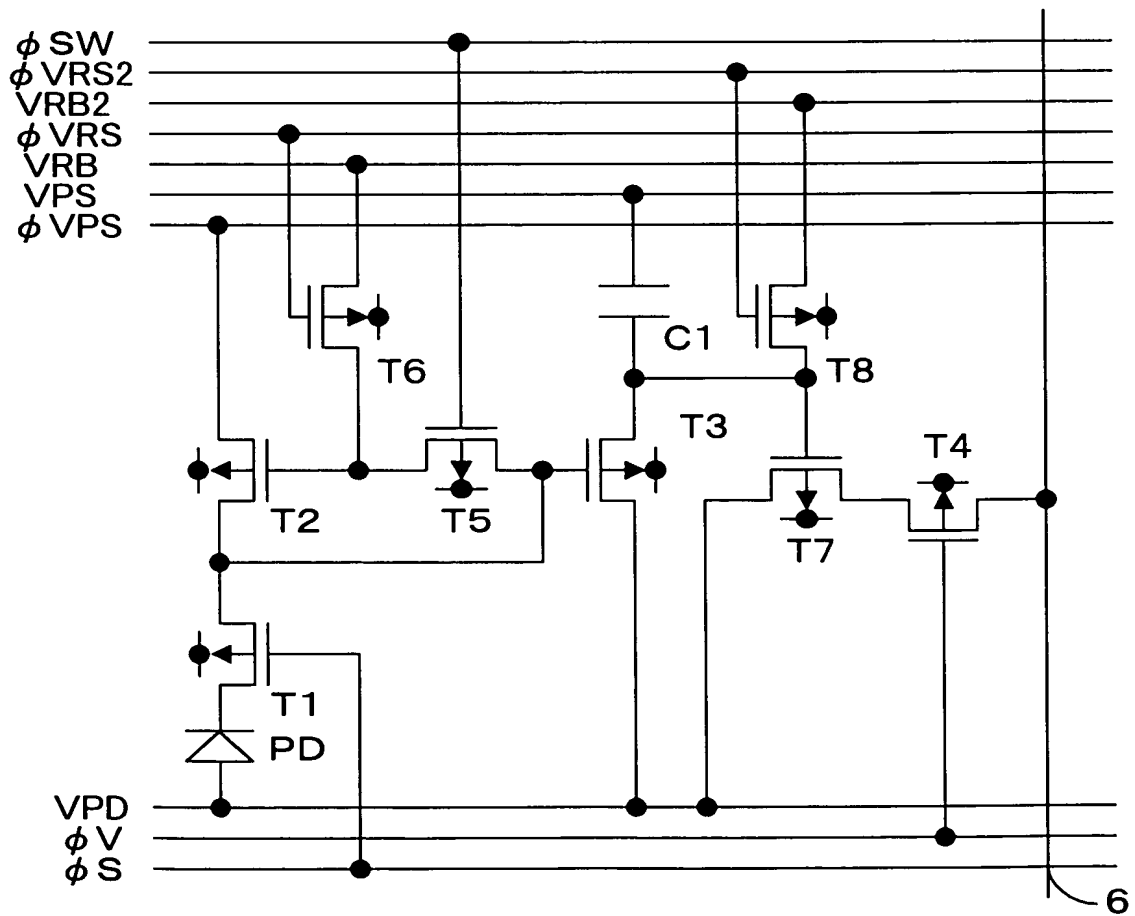 φSW
φVRS2
VRB2
φVRS
VRB
VPS
φVPS
C1
T6
T8
T3
T4
T2
T5
T7
T1
PD
VPD
φV
φS
6